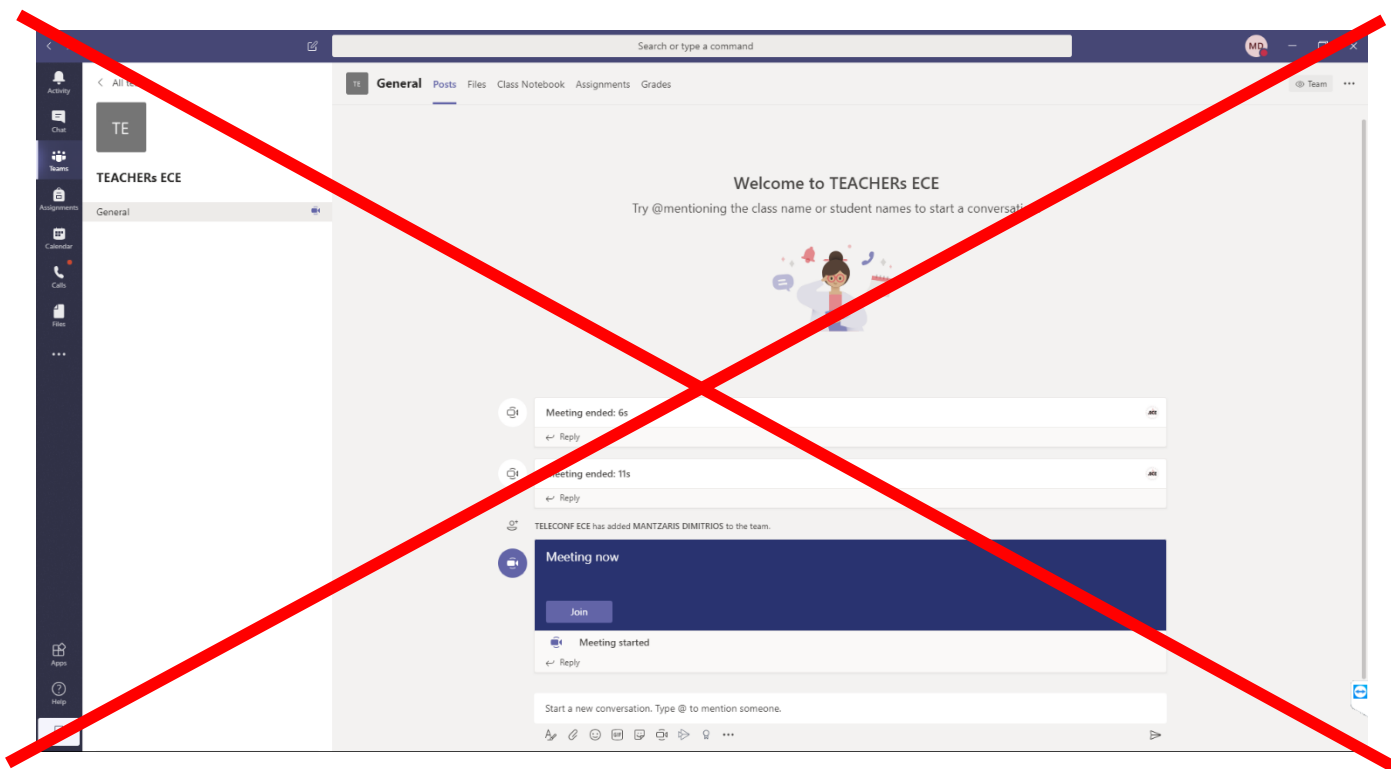 Search or type a command
MD
Activity
Chat
Teams
Assignments
Calendar
Calls
Files
Apps
Help
All
TE
TEACHERs ECE
General
TE General Posts Files Class Notebook Assignments Grades
Team
Welcome to TEACHERs ECE
Try @mentioning the class name or student names to start a
Meeting ended: 6s
Reply
Meeting ended: 11s
Reply
TELECONF ECE has added MANTZARIS DIMITRIOS to the team.
Meeting now
Join
Meeting started
Reply
Start a new conversation. Type @ to mention someone.
GIF